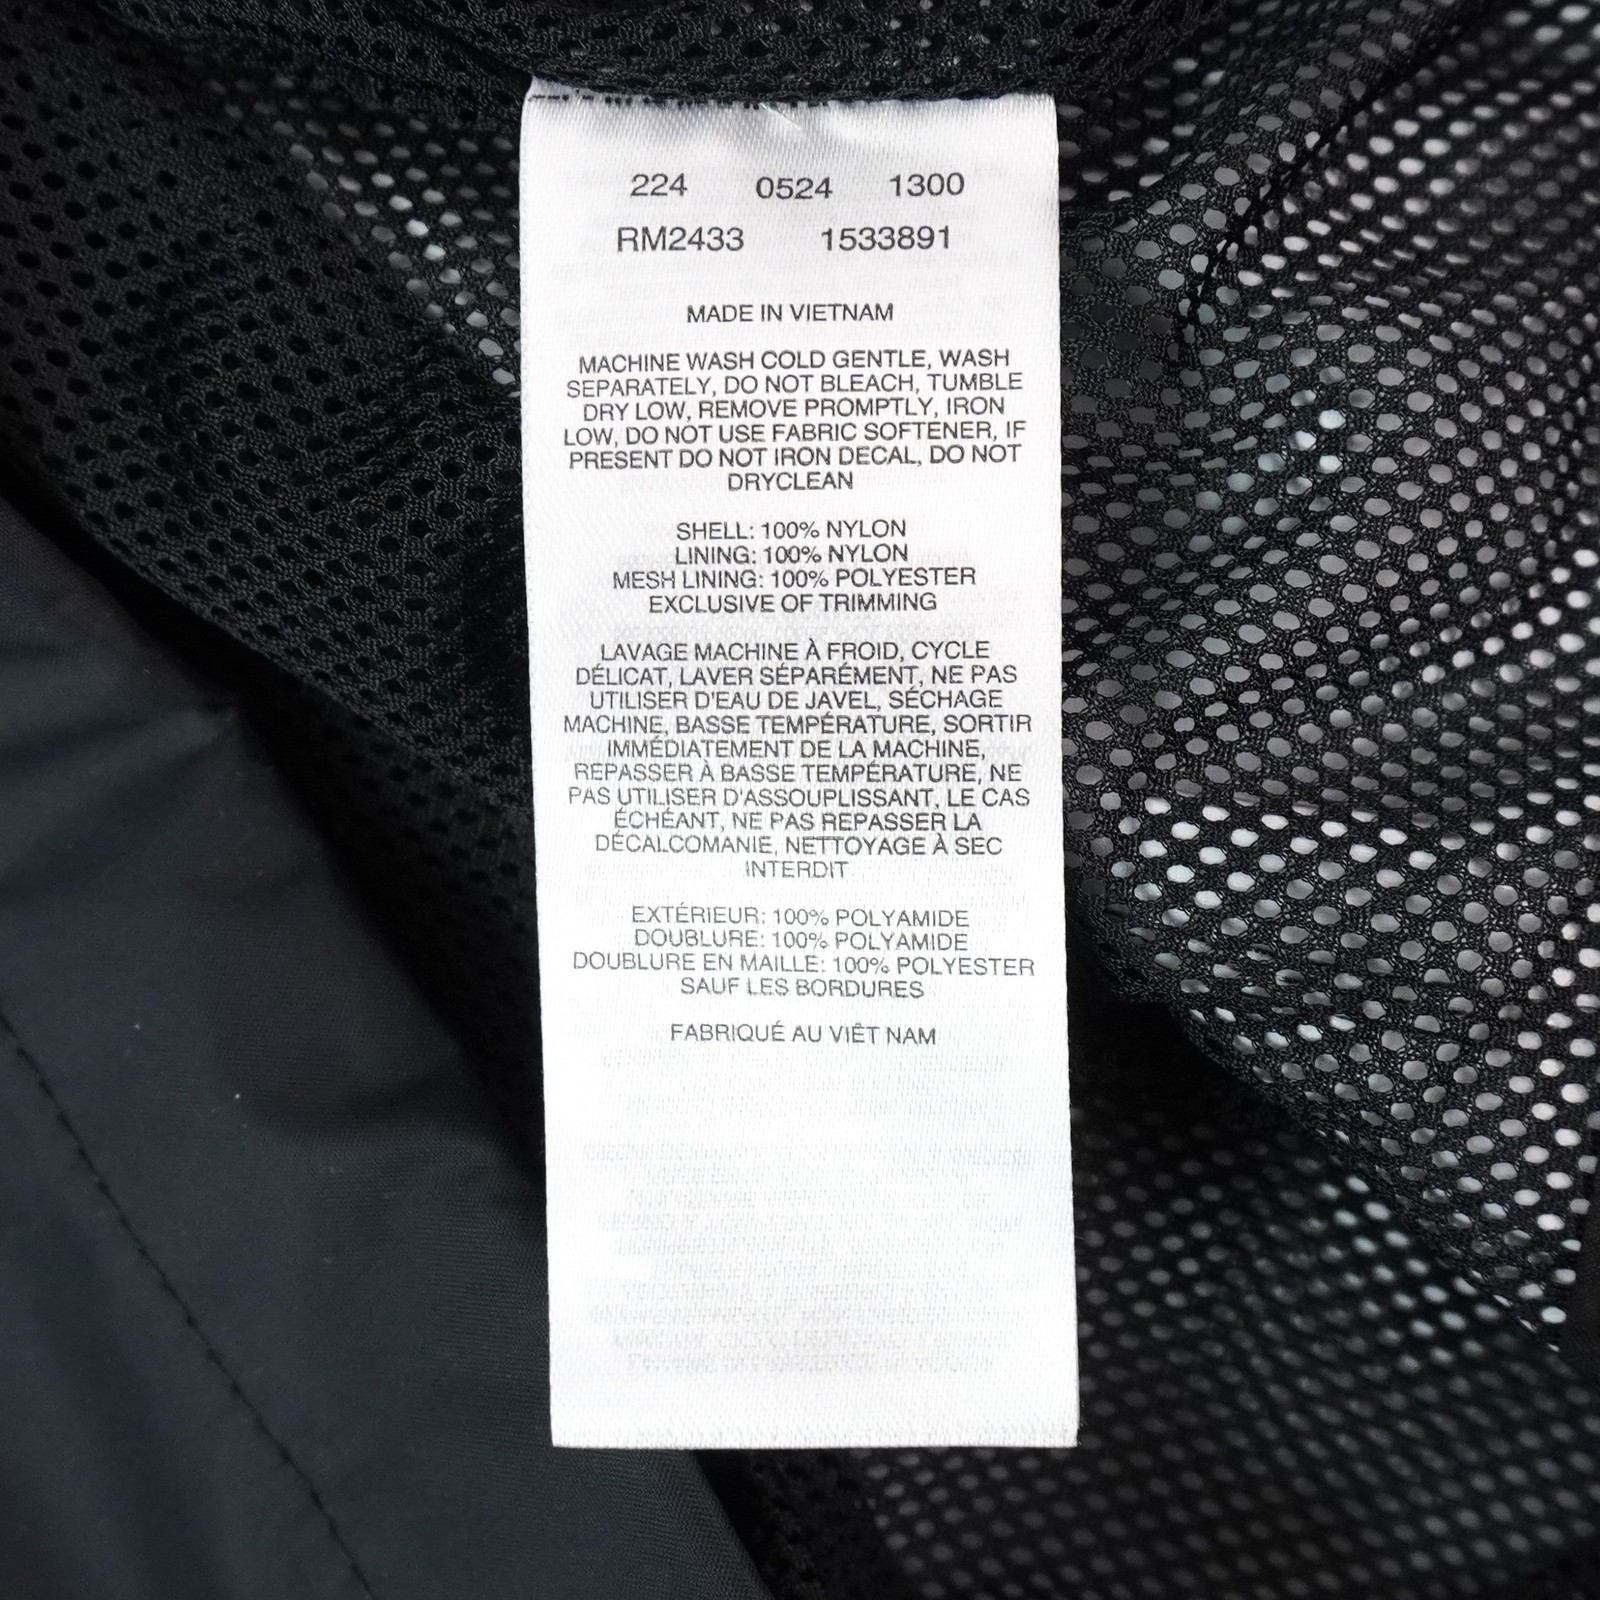 224 0524 1300
RM2433 1533891
MADE IN VIETNAM
MACHINE WASH COLD GENTLE, WASH
SEPARATELY, DO NOT BLEACH, TUMBLE
DRY LOW, REMOVE PROMPTLY, IRON
LOW, DO NOT USE FABRIC SOFTENER, IF
PRESENT DO NOT IRON DECAL, DO NOT
DRYCLEAN
SHELL: 100% NYLON
LINING: 100% NYLON
MESH LINING: 100% POLYESTER
EXCLUSIVE OF TRIMMING
LAVAGE MACHINE À FROID, CYCLE
DÉLICAT, LAVER SÉPARÉMENT, NE PAS
UTILISER D'EAU DE JAVEL, SÉCHAGE
MACHINE, BASSE TEMPÉRATURE, SORTIR
IMMÉDIATEMENT DE LA MACHINE,
REPASSER À BASSE TEMPÉRATURE, NE
PAS UTILISER D'ASSOUPLISSANT, LE CAS
ÉCHÉANT, NE PAS REPASSER LA
DÉCALCOMANIE, NETTOYAGE À SEC
INTERDIT
EXTÉRIEUR: 100% POLYAMIDE
DOUBLURE: 100% POLYAMIDE
DOUBLURE EN MAILLE: 100% POLYESTER
SAUF LES BORDURES
FABRIQUÉ AU VIÊT NAM